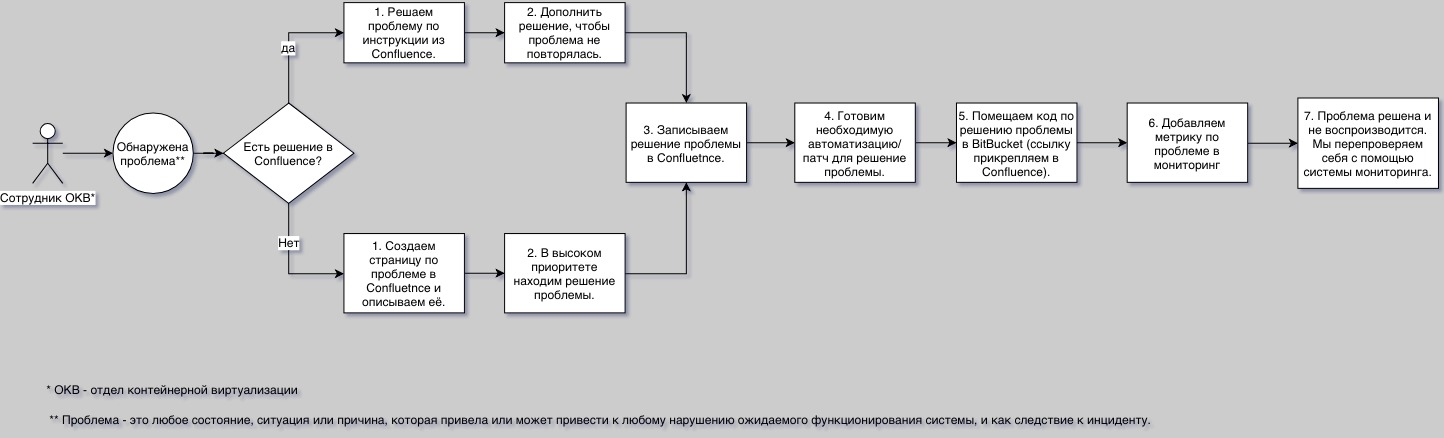 Сотрудник ОКВ*
Обнаружена
проблема**
Есть решение в
Confluence?
да
1. Решаем
проблему по
инструкции из
Confluence.
2. Дополнить
решение, чтобы
проблема не
повторялась.
Нет
1. Создаем
страницу по
проблеме в
Confluetnce и
описываем её.
2. В высоком
приоритете
находим решение
проблемы.
3. Записываем
решение проблемы
в Confluetnce.
4. Готовим
необходимую
автоматизацию/
патч для решение
проблемы.
5. Помещаем код по
решению проблемы
в BitBucket (ссылку
прикрепляем в
Confluence).
6. Добавляем
метрику по
проблеме в
мониторинг
7. Проблема решена и
не воспроизводится.
Мы перепроверяем
себя с помощью
системы мониторинга.
* ОКВ - отдел контейнерной виртуализации
** Проблема - это любое состояние, ситуация или причина, которая привела или может привести к любому нарушению ожидаемого функционирования системы, и как следствие к инциденту.